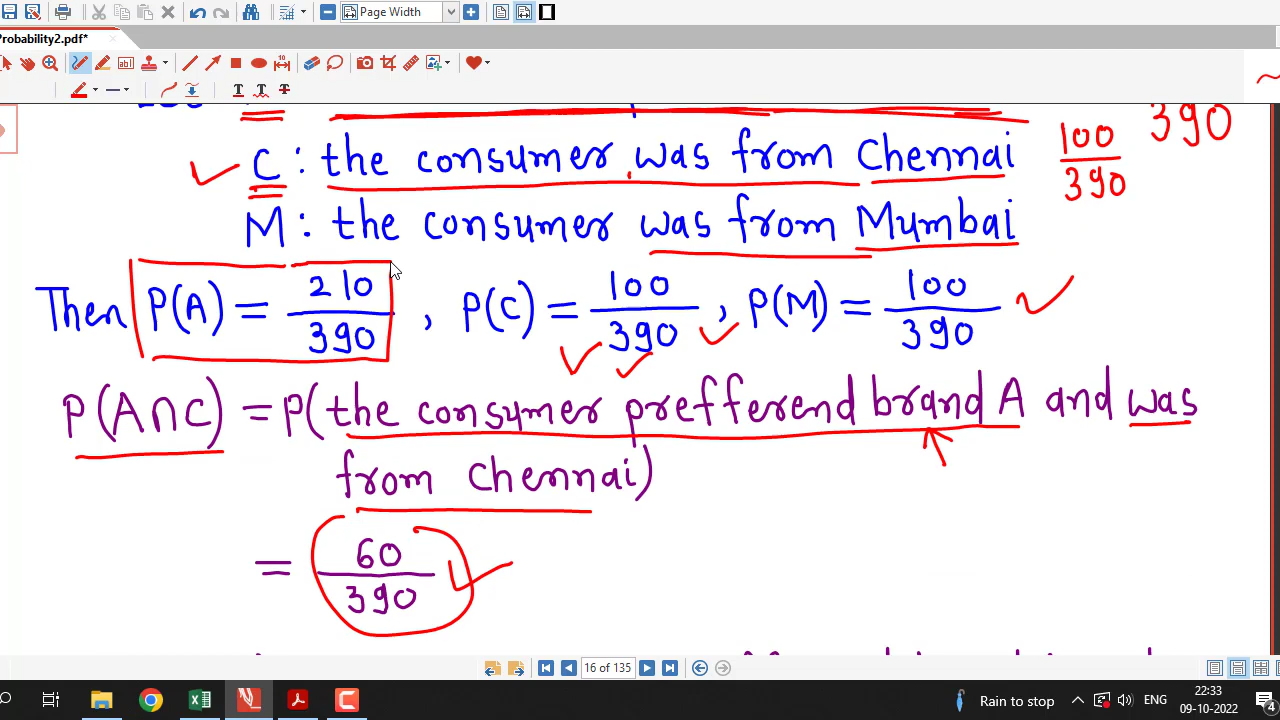 Page Width
Probability2.pdf*
390
C: the consumer was from Chennai
100
390
M: the consumer was from Mumbai
Then P(A) = 210/390, P(C) = 100/390, P(M) = 100/390
P(A∩C) = P(the consumer prefferend brand A and was
from Chennai)
= 60/390
16 of 135
Rain to stop
ENG
22:33
09-10-2022
4